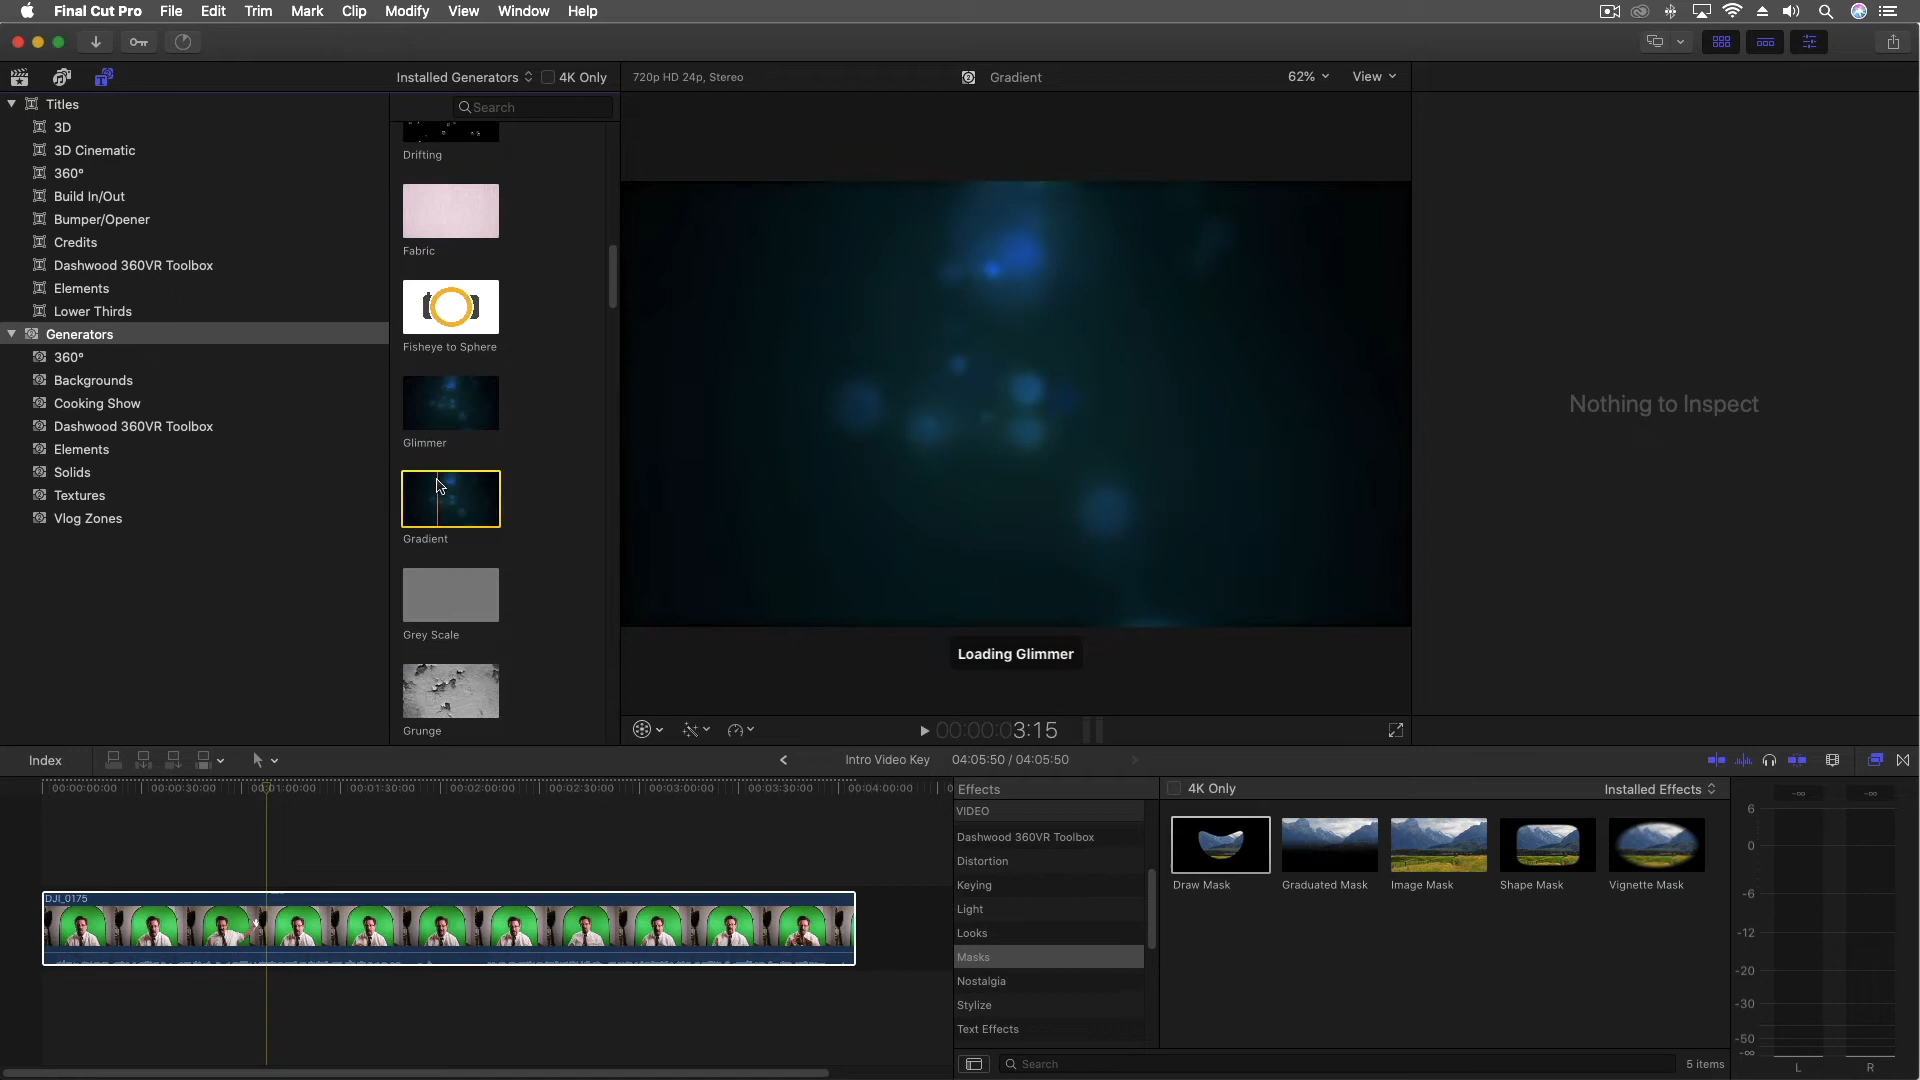 Final Cut Pro File Edit Trim Mark Clip Modify View Window Help
Installed Generators 4K Only
720p HD 24p, Stereo
Gradient
62% View
Titles
3D
3D Cinematic
360°
Build In/Out
Bumper/Opener
Credits
Dashwood 360VR Toolbox
Elements
Lower Thirds
Generators
360°
Backgrounds
Cooking Show
Dashwood 360VR Toolbox
Elements
Solids
Textures
Vlog Zones
Search
Drifting
Fabric
Fisheye to Sphere
Glimmer
Gradient
Grey Scale
Grunge
Loading Glimmer
00:00:03:15
Nothing to Inspect
Index
Intro Video Key 04:05:50 / 04:05:50
00:00:00:00 00:00:30:00 00:01:00:00 00:01:30:00 00:02:00:00 00:02:30:00 00:03:00:00 00:03:30:00 00:04:00:00
DJI_0175
Effects
VIDEO
Dashwood 360VR Toolbox
Distortion
Keying
Light
Looks
Masks
Nostalgia
Stylize
Text Effects
4K Only
Installed Effects
Draw Mask
Graduated Mask
Image Mask
Shape Mask
Vignette Mask
Search
5 items
-∞ -∞
6
0
-6
-12
-20
-30
-50
-∞
L R